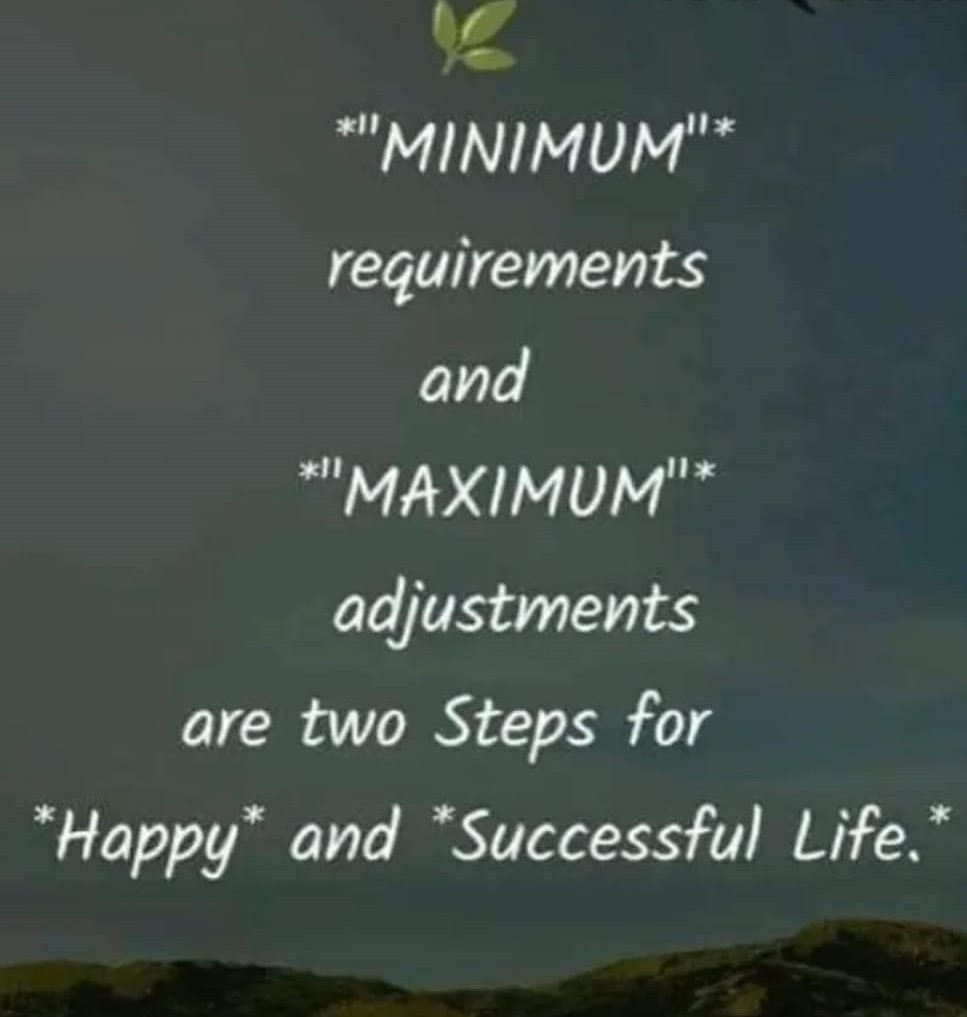 *"MINIMUM"*
requirements
and
*"MAXIMUM"*
adjustments
are two Steps for
*Happy* and *Successful Life.*